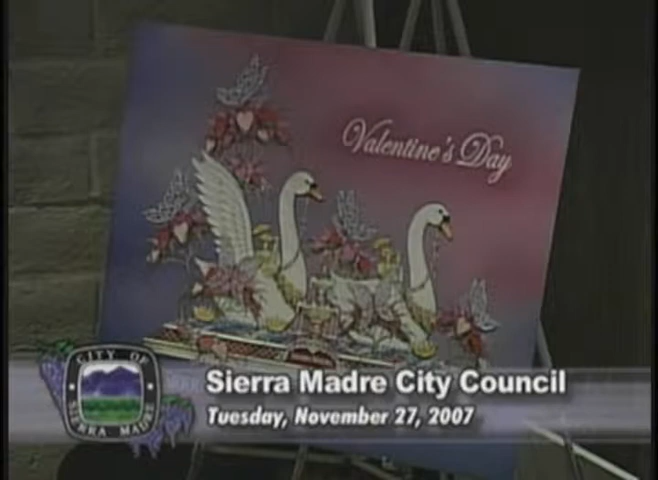 Valentine's Day
CITY OF
SIERRA MADRE
Sierra Madre City Council
Tuesday, November 27, 2007